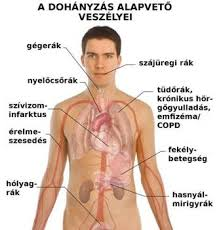 A DOHÁNYZÁS ALAPVETŐ
VESZÉLYEI
gégerák
szájüregi rák
nyelőcsőrák
tüdőrák,
krónikus hör-
gőgyulladás,
emfizéma/
COPD
szívizom-
infarktus
érelme-
szesedés
fekély-
betegség
hólyag-
rák
hasnyál-
mirigyrák